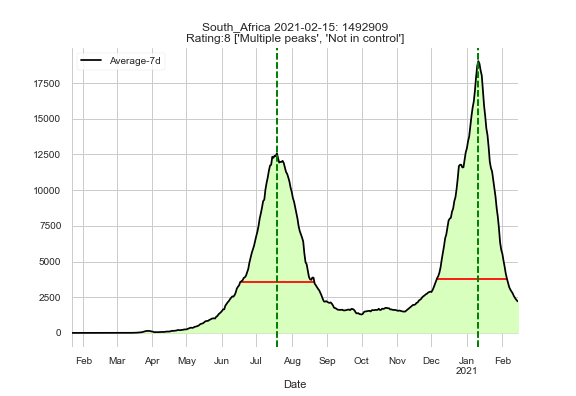 South_Africa 2021-02-15: 1492909
Rating:8 ['Multiple peaks', 'Not in control']
Average-7d
17500
15000
12500
10000
7500
5000
2500
0
Feb Mar Apr May Jun Jul Aug Sep Oct Nov Dec Jan Feb
2021
Date